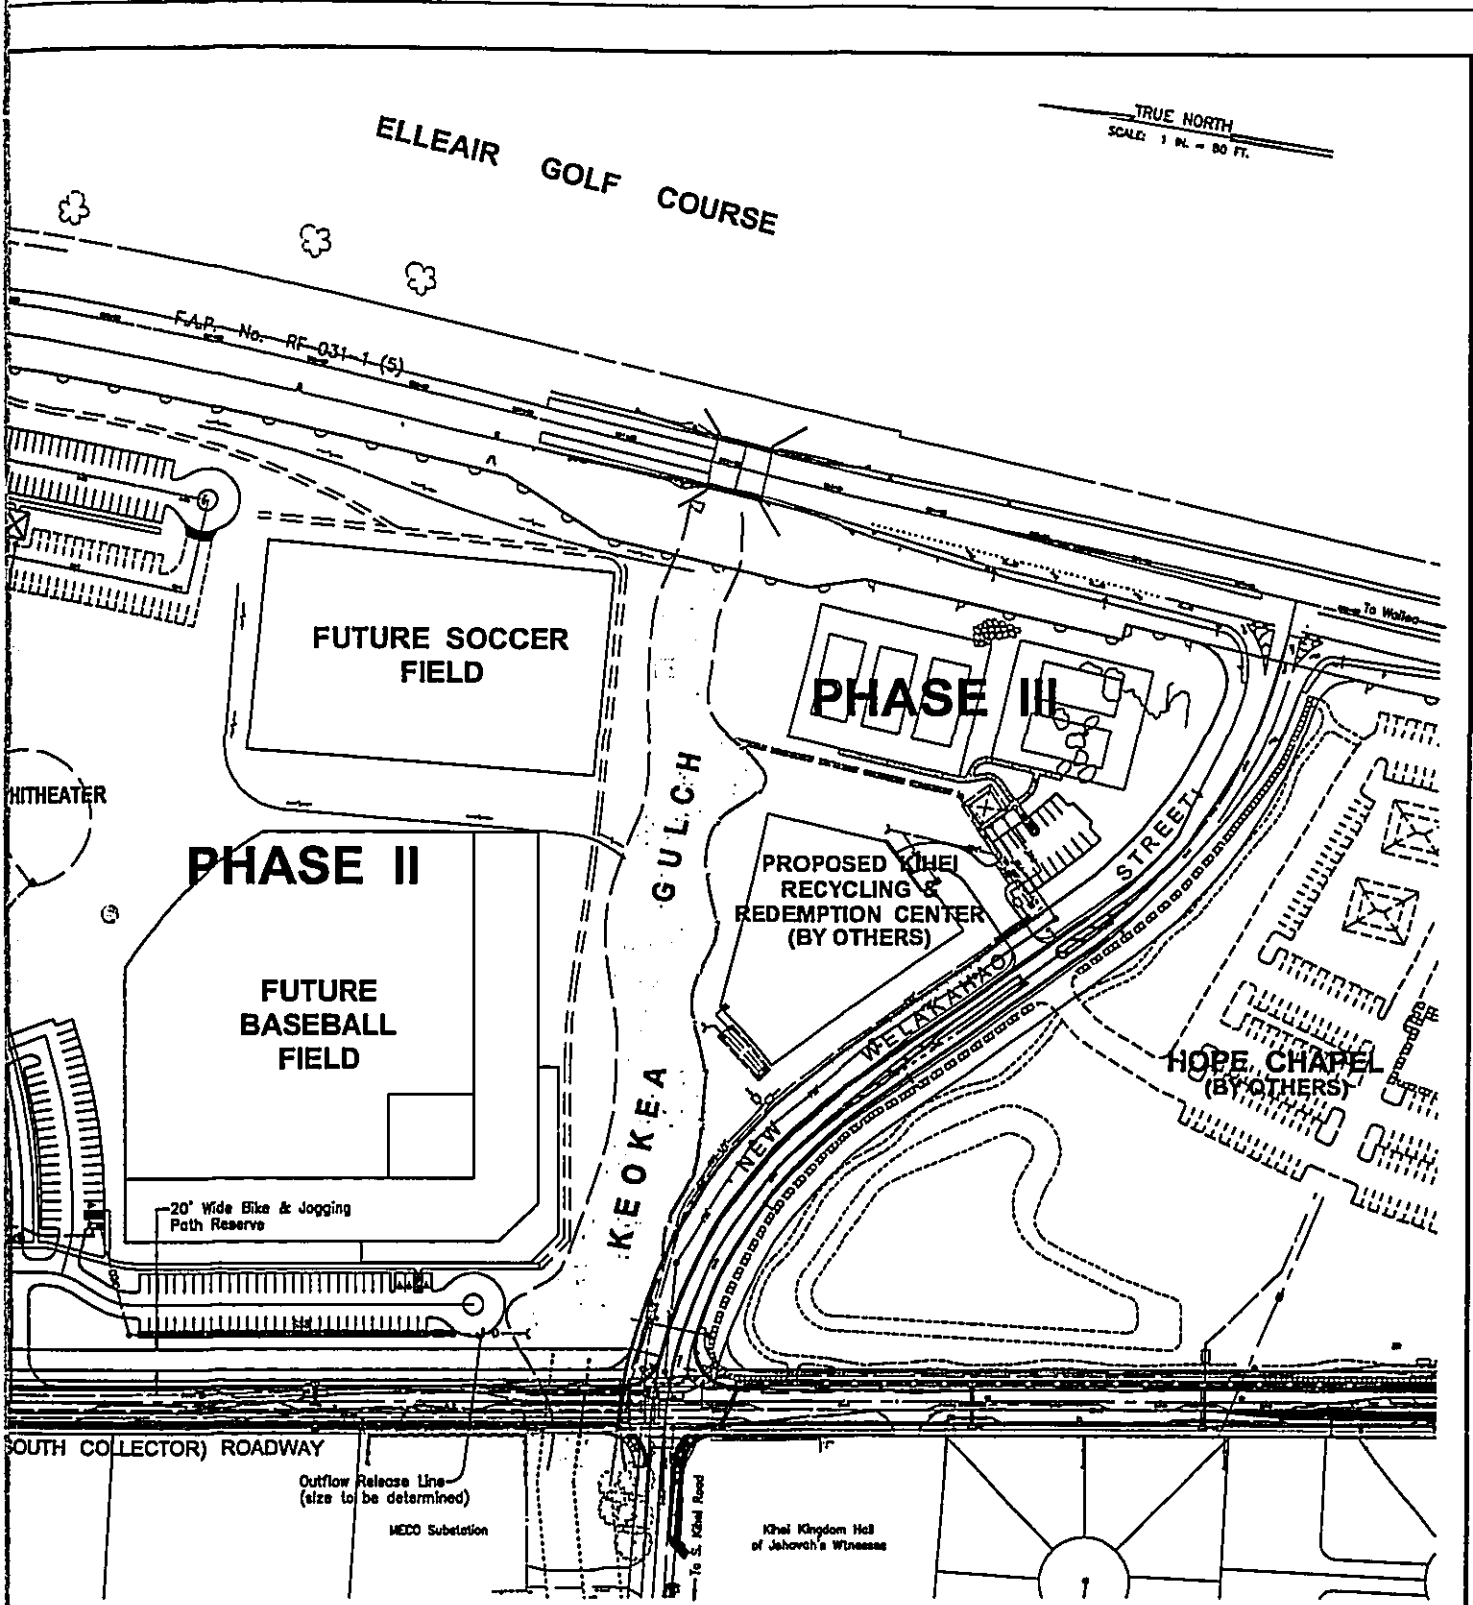 TRUE NORTH
SCALE: 1 IN. = 80 FT.
ELLEAIR GOLF COURSE
F.A.P. No. RF-031-1 (5)
To Wailea
FUTURE SOCCER
FIELD
PHASE III
HITHEATER
PHASE II
KEOKEA GULCH
PROPOSED KIHEI
RECYCLING &
REDEMPTION CENTER
(BY OTHERS)
NEW WELAKAHAO STREET
FUTURE
BASEBALL
FIELD
HOPE CHAPEL
(BY OTHERS)
20' Wide Bike & Jogging
Path Reserve
SOUTH COLLECTOR) ROADWAY
Outflow Release Line
(size to be determined)
MECO Substation
To S. Kihei Road
Kihei Kingdom Hall
of Jehovah's Witnesses